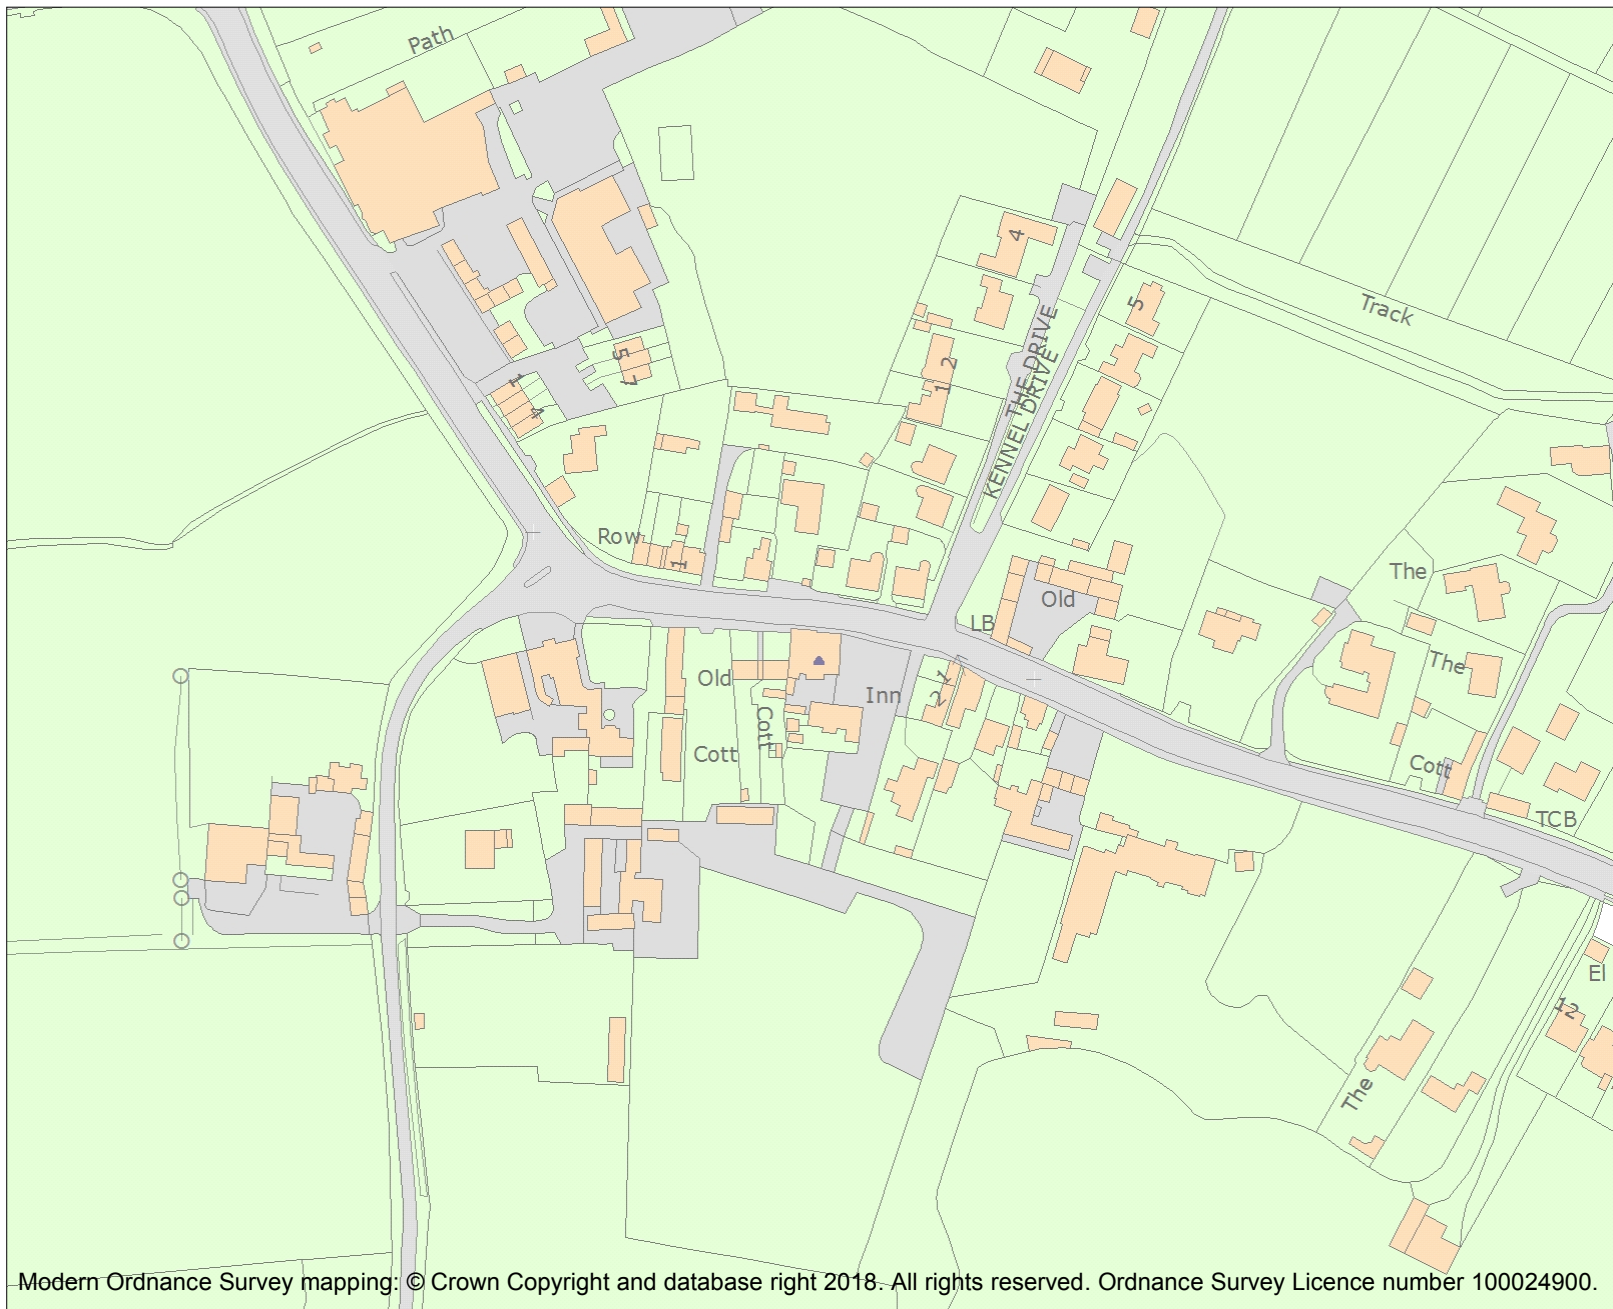 Path
4
5
Track
THE DRIVE
KENNEL DRIVE
2
1
5
7
1
4
Row
1
The
Old
LB
The
Old
Inn
1
2
Cott
Cott
Cott
TCB
El
12
The
Modern Ordnance Survey mapping: © Crown Copyright and database right 2018. All rights reserved. Ordnance Survey Licence number 100024900.